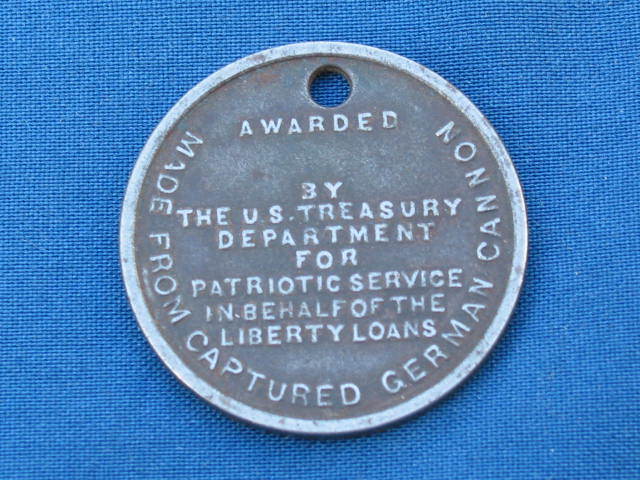 AWARDED
BY
THE U.S. TREASURY
DEPARTMENT
FOR
PATRIOTIC SERVICE
IN BEHALF OF THE
LIBERTY LOANS
MADE FROM CAPTURED GERMAN CANNON